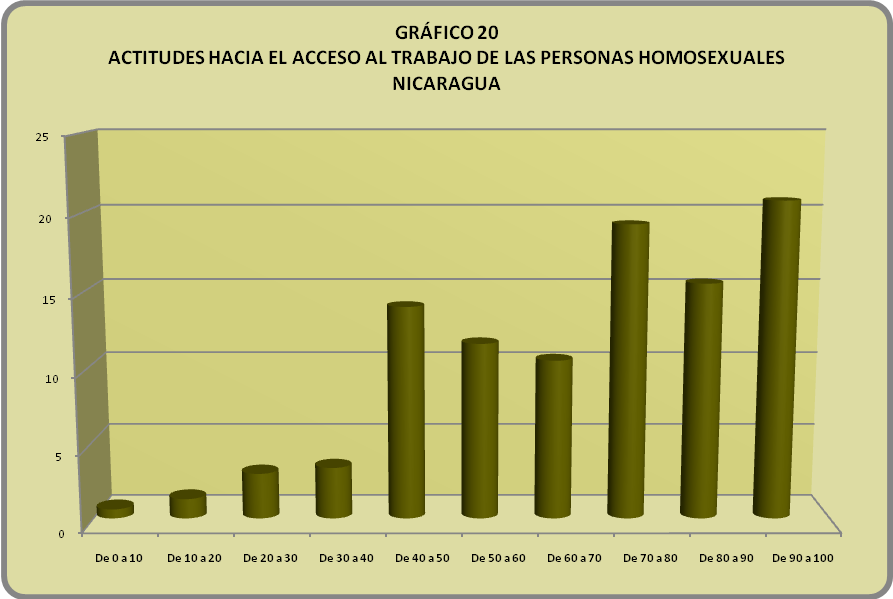 GRÁFICO 20
ACTITUDES HACIA EL ACCESO AL TRABAJO DE LAS PERSONAS HOMOSEXUALES
NICARAGUA
25
20
15
10
5
0
De 0 a 10 De 10 a 20 De 20 a 30 De 30 a 40 De 40 a 50 De 50 a 60 De 60 a 70 De 70 a 80 De 80 a 90 De 90 a 100